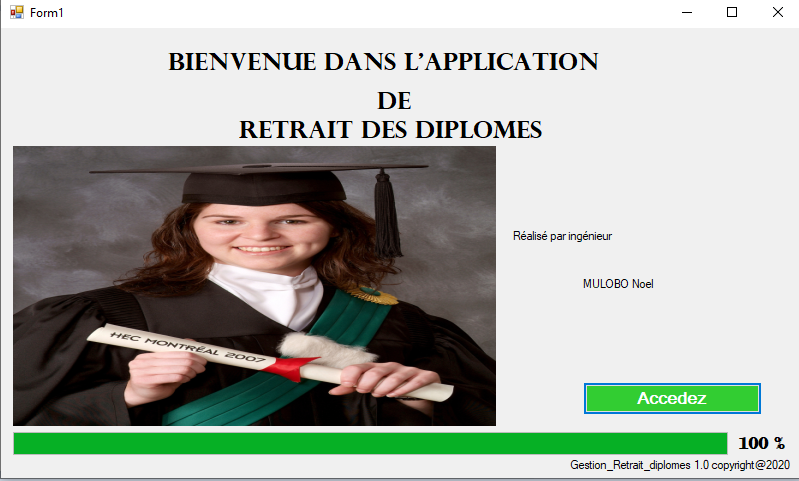 Form1
BIENVENUE DANS L'APPLICATION
DE
RETRAIT DES DIPLOMES
HEC MONTRÉAL 2007
Réalisé par ingénieur
MULOBO Noel
Accedez
100 %
Gestion_Retrait_diplomes 1.0 copyright@2020